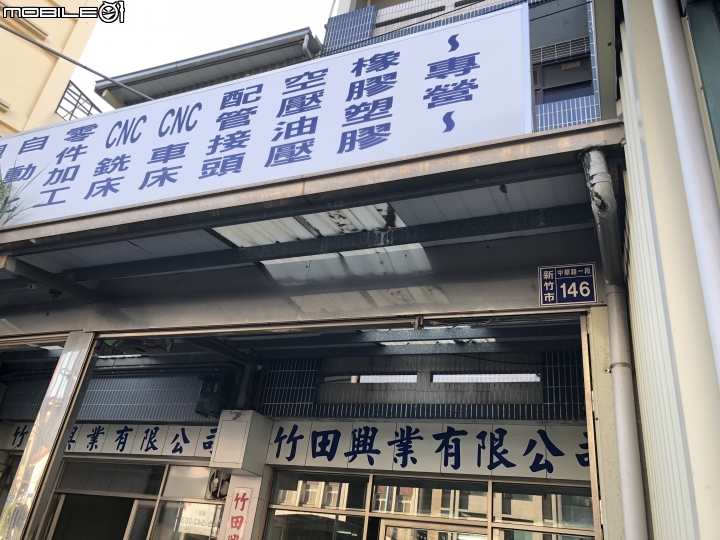 MOBILE01
~專營~
橡膠塑膠
空壓油壓
配管接頭
CNC車床
CNC銑床
零件加工
自動
新竹市
中華路一段
146
興業有限公司
竹田興業有限公司
竹田